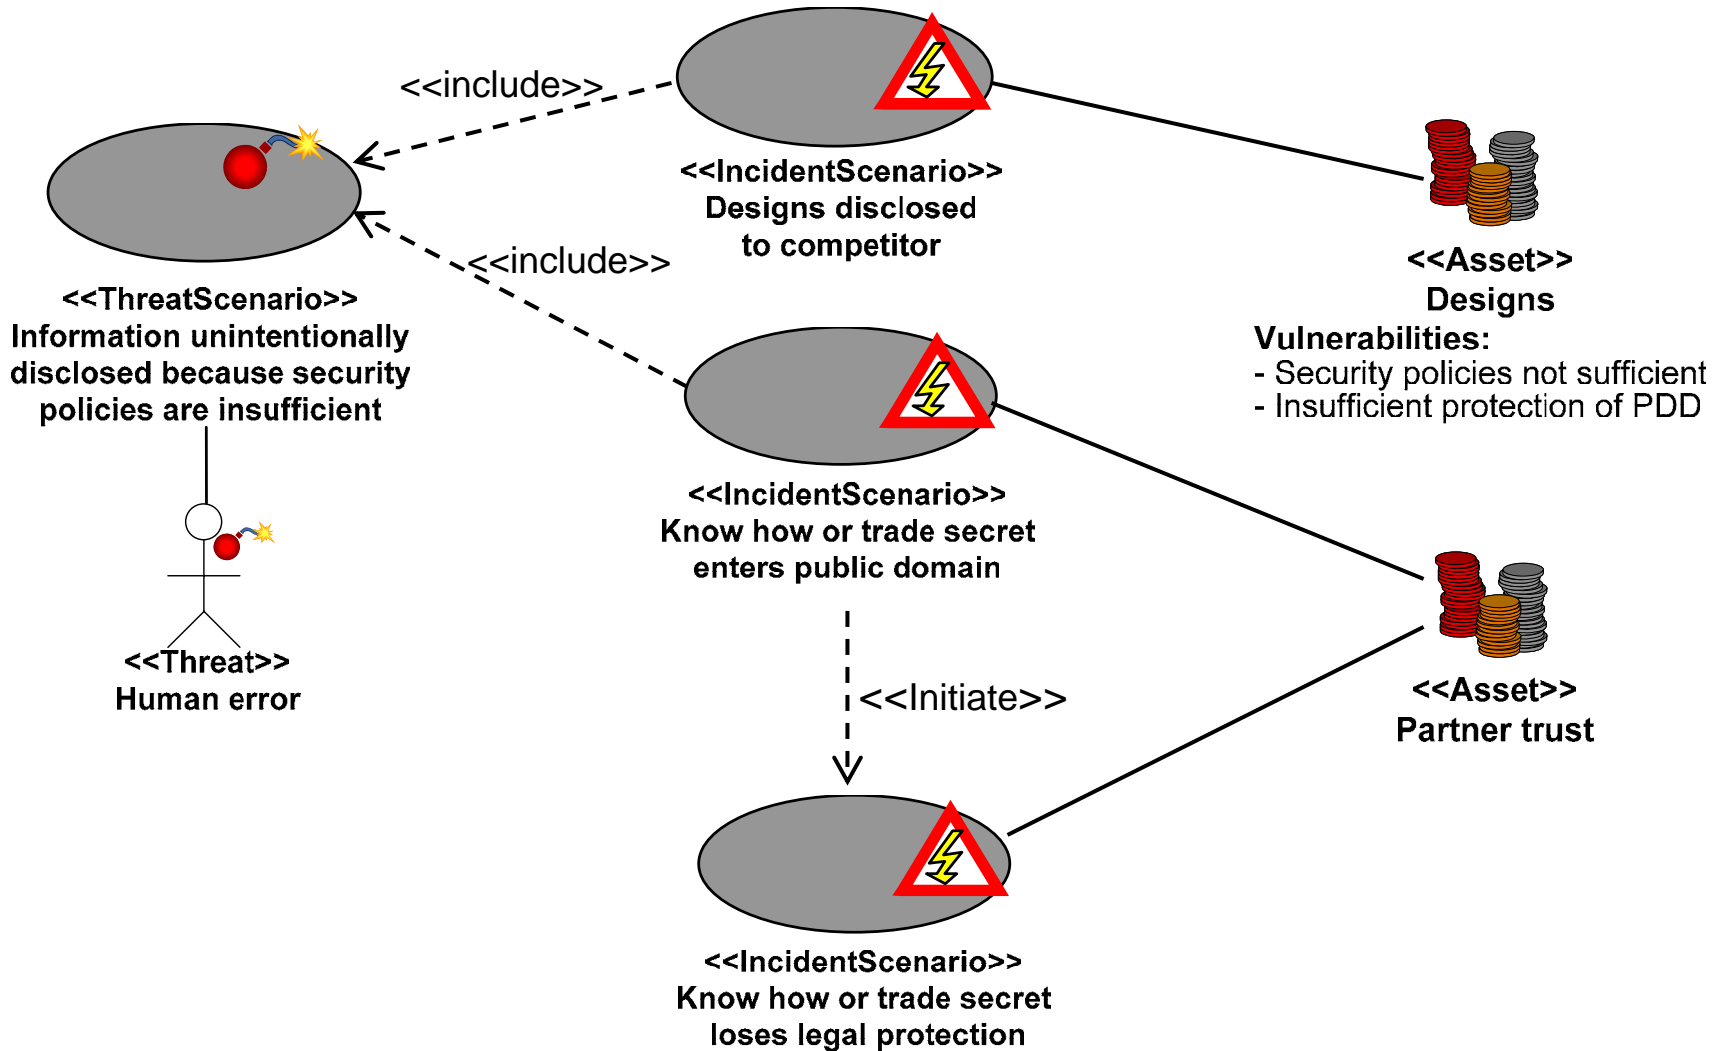 <<include>>
<<IncidentScenario>>
Designs disclosed
to competitor
<<include>>
<<Asset>>
Designs
Vulnerabilities:
- Security policies not sufficient
- Insufficient protection of PDD
<<ThreatScenario>>
Information unintentionally
disclosed because security
policies are insufficient
<<IncidentScenario>>
Know how or trade secret
enters public domain
<<Threat>>
Human error
<<Initiate>>
<<Asset>>
Partner trust
<<IncidentScenario>>
Know how or trade secret
loses legal protection